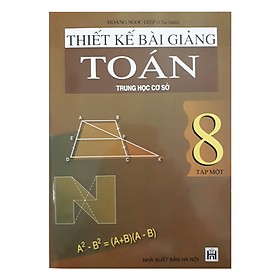 HOÀNG NGỌC DIỆP (Chủ biên)
THIẾT KẾ BÀI GIẢNG
TOÁN
TRUNG HỌC CƠ SỞ
8
TẬP MỘT
A² - B² = (A+B)(A - B)
NHÀ XUẤT BẢN HÀ NỘI